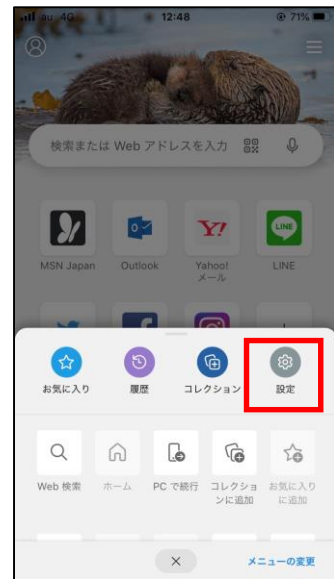 au 4G 12:48 71%
検索または Web アドレスを入力
MSN Japan Outlook Yahoo! LINE
メール
お気に入り 履歴 コレクション 設定
Web 検索 ホーム PC で続行 コレクショ お気に入り
ンに追加 に追加
メニューの変更